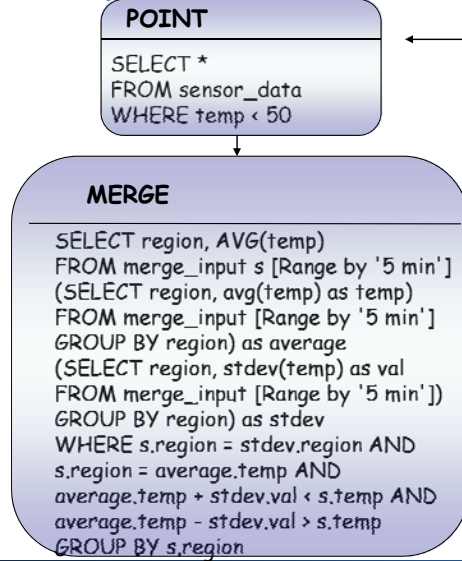 POINT
SELECT *
FROM sensor_data
WHERE temp < 50
MERGE
SELECT region, AVG(temp)
FROM merge_input s [Range by '5 min']
(SELECT region, avg(temp) as temp)
FROM merge_input [Range by '5 min']
GROUP BY region) as average
(SELECT region, stdev(temp) as val
FROM merge_input [Range by '5 min'])
GROUP BY region) as stdev
WHERE s.region = stdev.region AND
s.region = average.temp AND
average.temp + stdev.val < s.temp AND
average.temp - stdev.val > s.temp
GROUP BY s.region